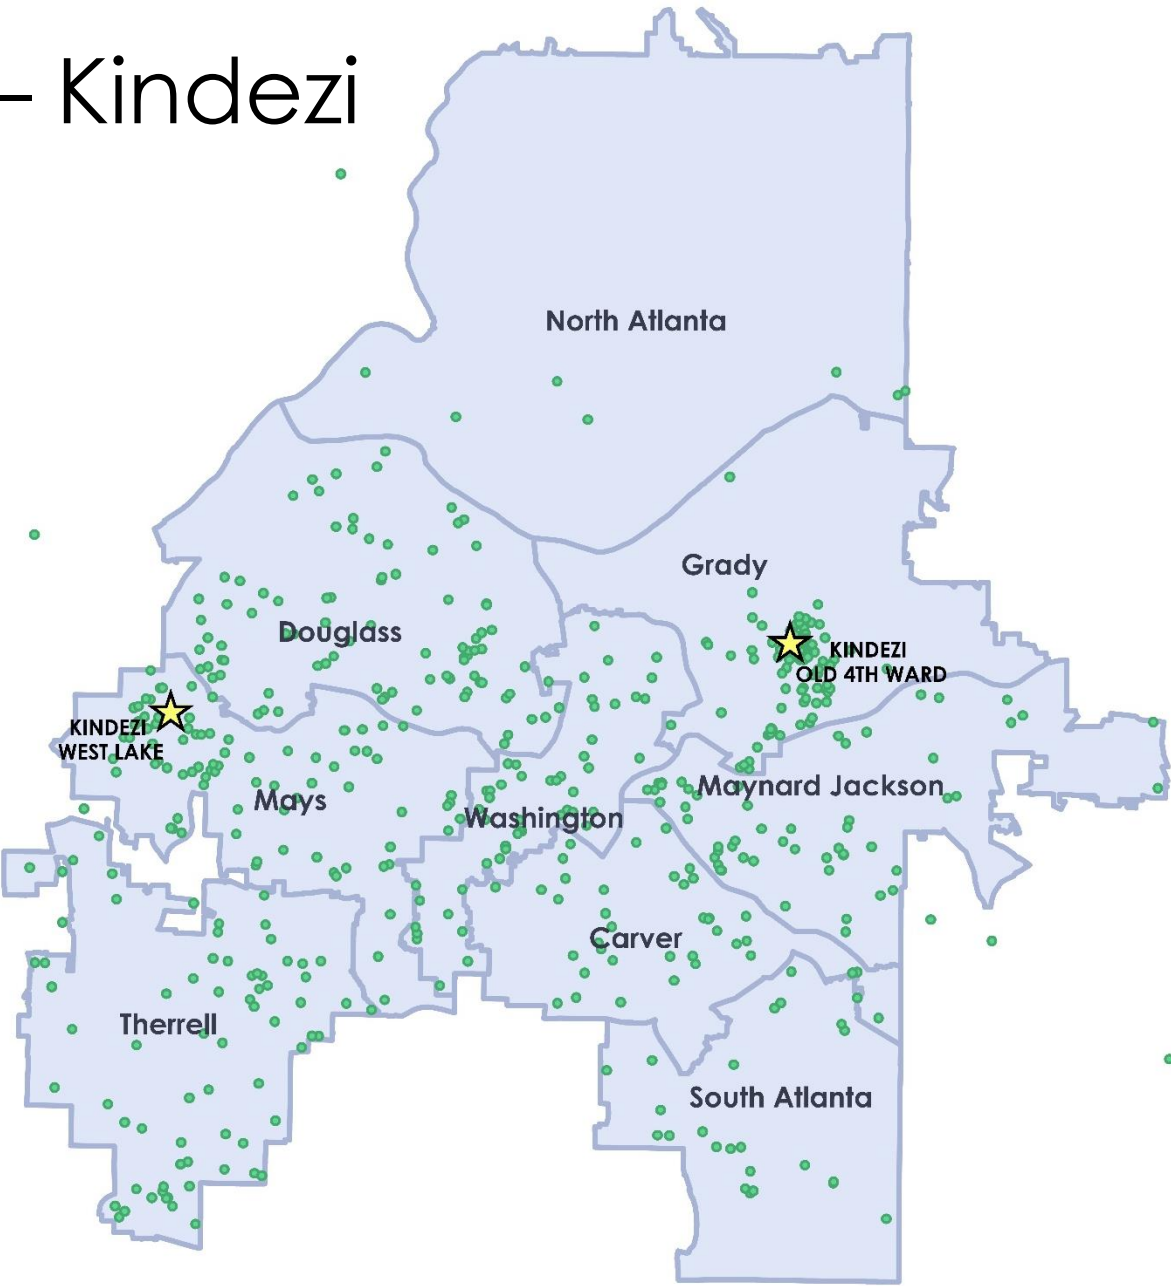 – Kindezi
North Atlanta
Grady
Douglass
KINDEZI
OLD 4TH WARD
KINDEZI
WEST LAKE
Maynard Jackson
Mays
Washington
Carver
Therrell
South Atlanta